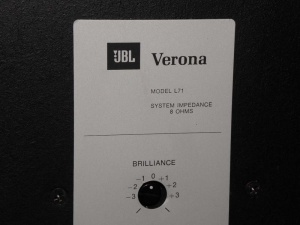 JBL Verona
MODEL L71
SYSTEM IMPEDANCE
8 OHMS
BRILLIANCE
-1 0 +1
-2 +2
-3 +3